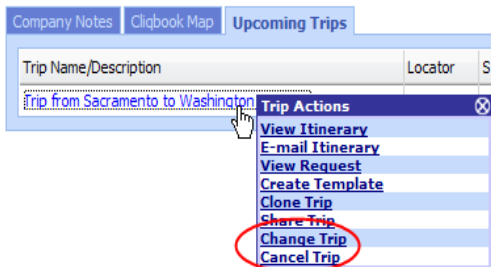 Company Notes Cliqbook Map Upcoming Trips
Trip Name/Description Locator S
Trip from Sacramento to Washington
Trip Actions
View Itinerary
E-mail Itinerary
View Request
Create Template
Clone Trip
Share Trip
Change Trip
Cancel Trip